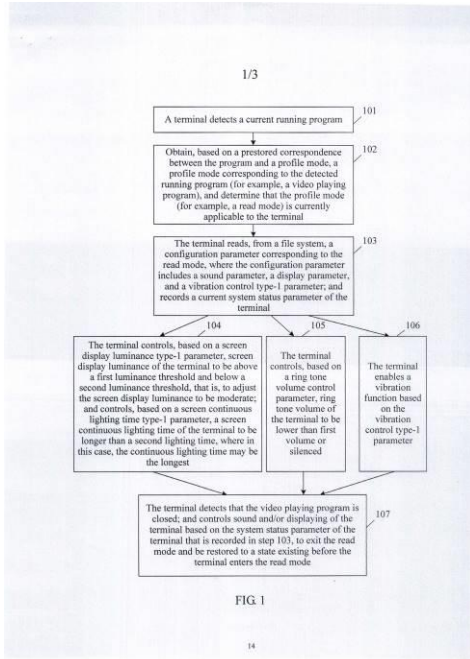 1/3
A terminal detects a current running program
101
Obtain, based on a prestored correspondence
between the program and a profile mode, a
profile mode corresponding to the detected
running program (for example, a video playing
program), and determine that the profile mode
(for example, a read mode) is currently
applicable to the terminal
102
The terminal reads, from a file system, a
configuration parameter corresponding to the
read mode, where the configuration parameter
includes a sound parameter, a display parameter,
and a vibration control type-1 parameter; and
records a current system status parameter of the
terminal
103
104
The terminal controls, based on a screen
display luminance type-1 parameter, screen
display luminance of the terminal to be above
a first luminance threshold and below a
second luminance threshold, that is, to adjust
the screen display luminance to be moderate;
and controls, based on a screen continuous
lighting time type-1 parameter, a screen
continuous lighting time of the terminal to be
longer than a second lighting time, where in
this case, the continuous lighting time may be
the longest
105
The terminal
controls, based on
a ring tone
volume control
parameter, ring
tone volume of
the terminal to be
lower than first
volume or
silenced
106
The terminal
enables a
vibration
function based
on the
vibration
control type-1
parameter
The terminal detects that the video playing program is
closed; and controls sound and/or displaying of the
terminal based on the system status parameter of the
terminal that is recorded in step 103, to exit the read
mode and be restored to a state existing before the
terminal enters the read mode
107
FIG. 1
14